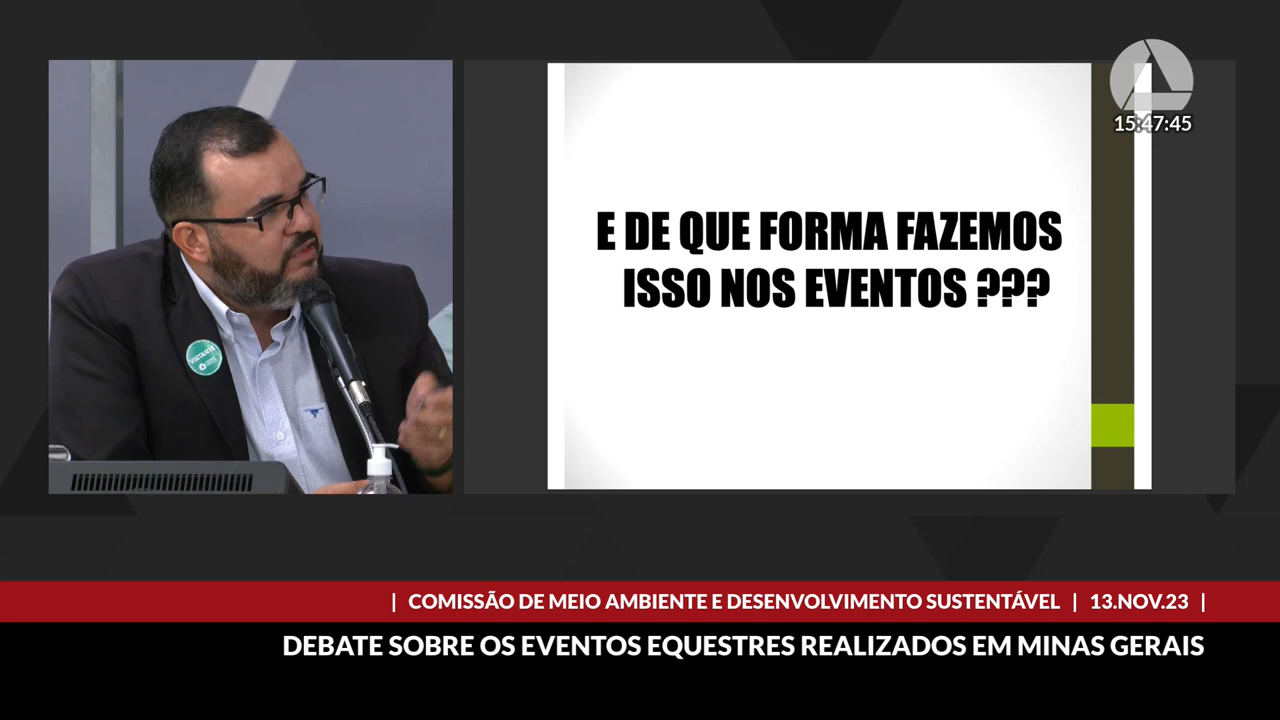 15:47:45
E DE QUE FORMA FAZEMOS
ISSO NOS EVENTOS ???
VISITANTE
| COMISSÃO DE MEIO AMBIENTE E DESENVOLVIMENTO SUSTENTÁVEL | 13.NOV.23 |
DEBATE SOBRE OS EVENTOS EQUESTRES REALIZADOS EM MINAS GERAIS